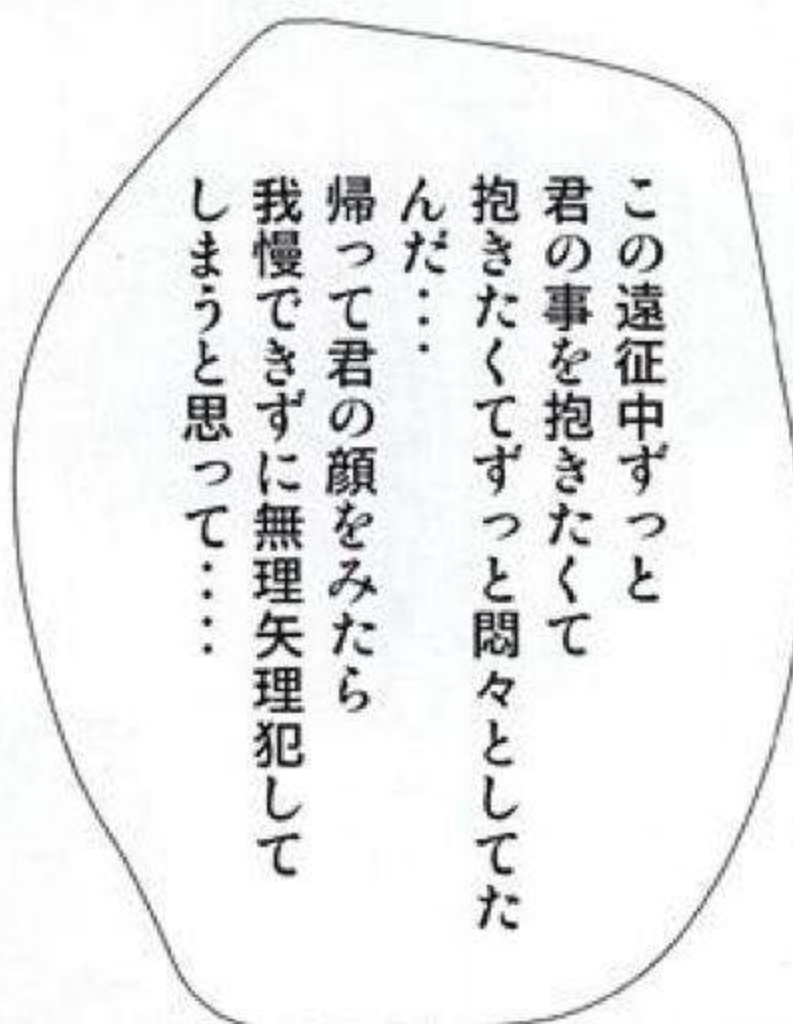 この遠征中ずっと
君の事を抱きたくて
抱きたくてずっと悶々としてた
んだ・・・
帰って君の顔をみたら
我慢できずに無理矢理犯して
しまうと思って・・・・